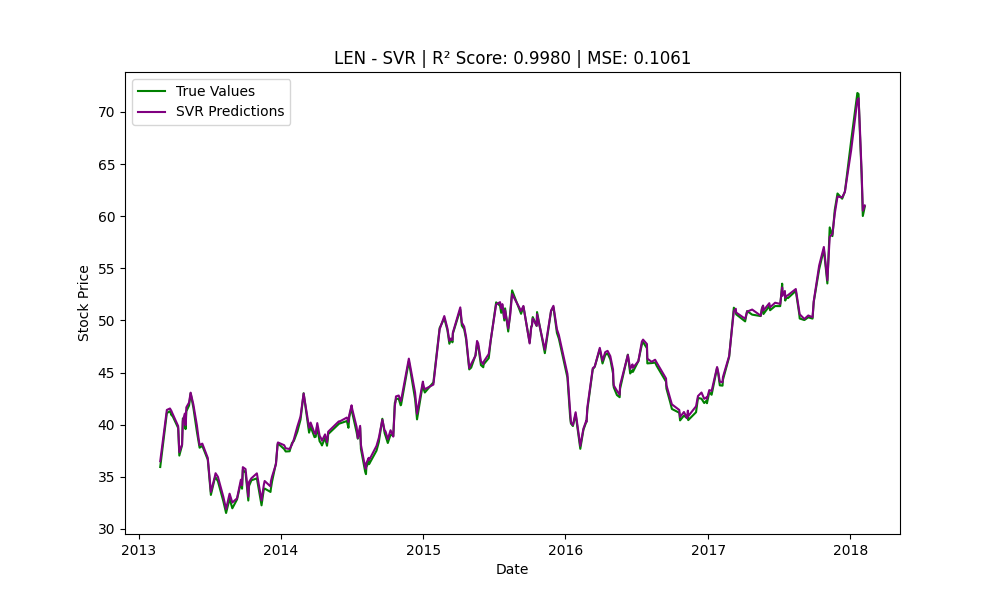 LEN - SVR | R² Score: 0.9980 | MSE: 0.1061
True Values
SVR Predictions
Stock Price
70
65
60
55
50
45
40
35
30
2013 2014 2015 2016 2017 2018
Date